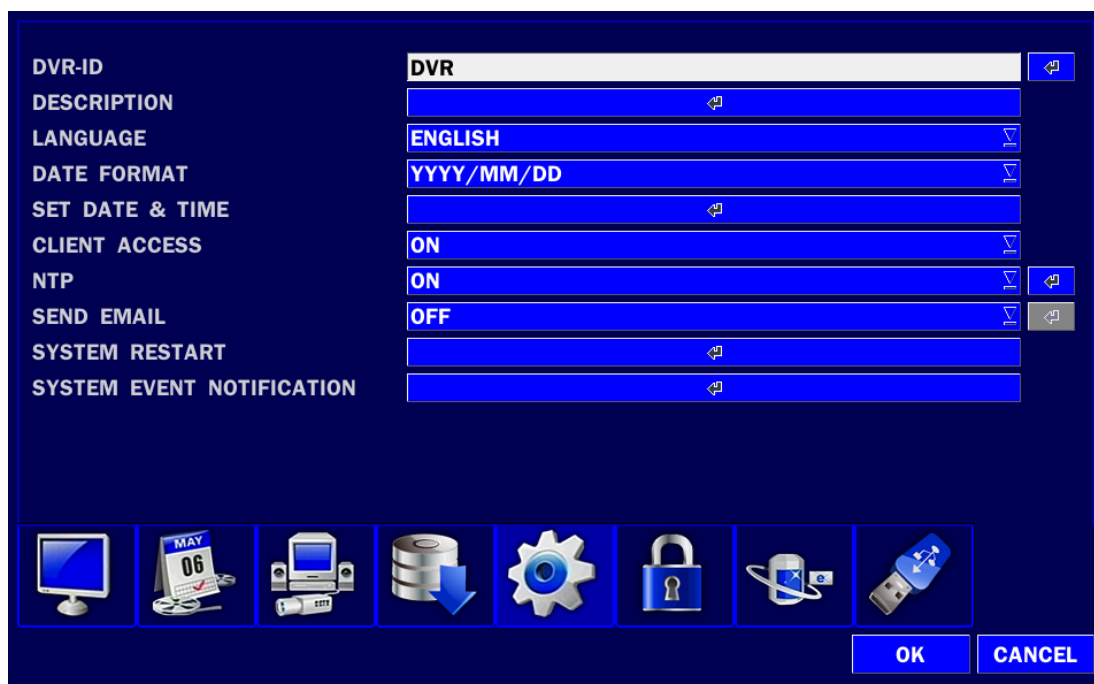 DVR-ID DVR
DESCRIPTION
LANGUAGE ENGLISH
DATE FORMAT YYYY/MM/DD
SET DATE & TIME
CLIENT ACCESS ON
NTP ON
SEND EMAIL OFF
SYSTEM RESTART
SYSTEM EVENT NOTIFICATION
MAY
06
e
OK CANCEL